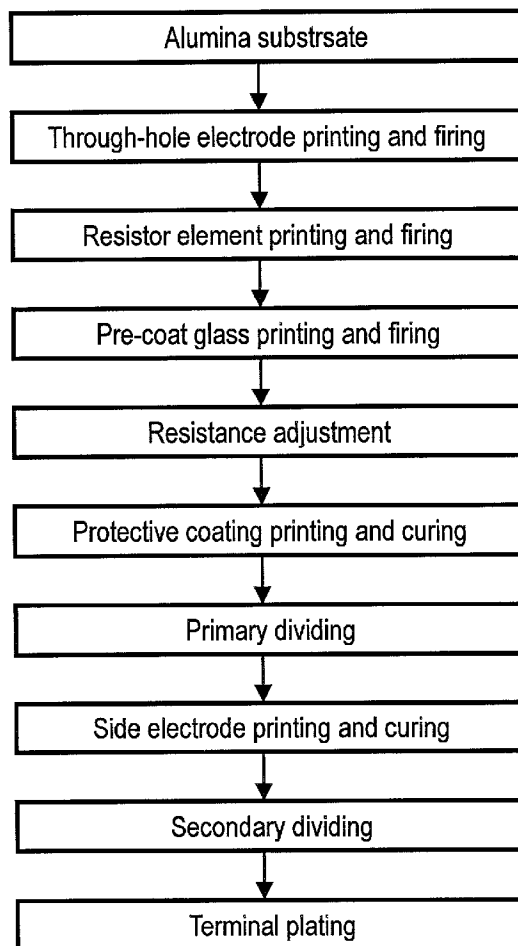 Alumina substrsate
Through-hole electrode printing and firing
Resistor element printing and firing
Pre-coat glass printing and firing
Resistance adjustment
Protective coating printing and curing
Primary dividing
Side electrode printing and curing
Secondary dividing
Terminal plating